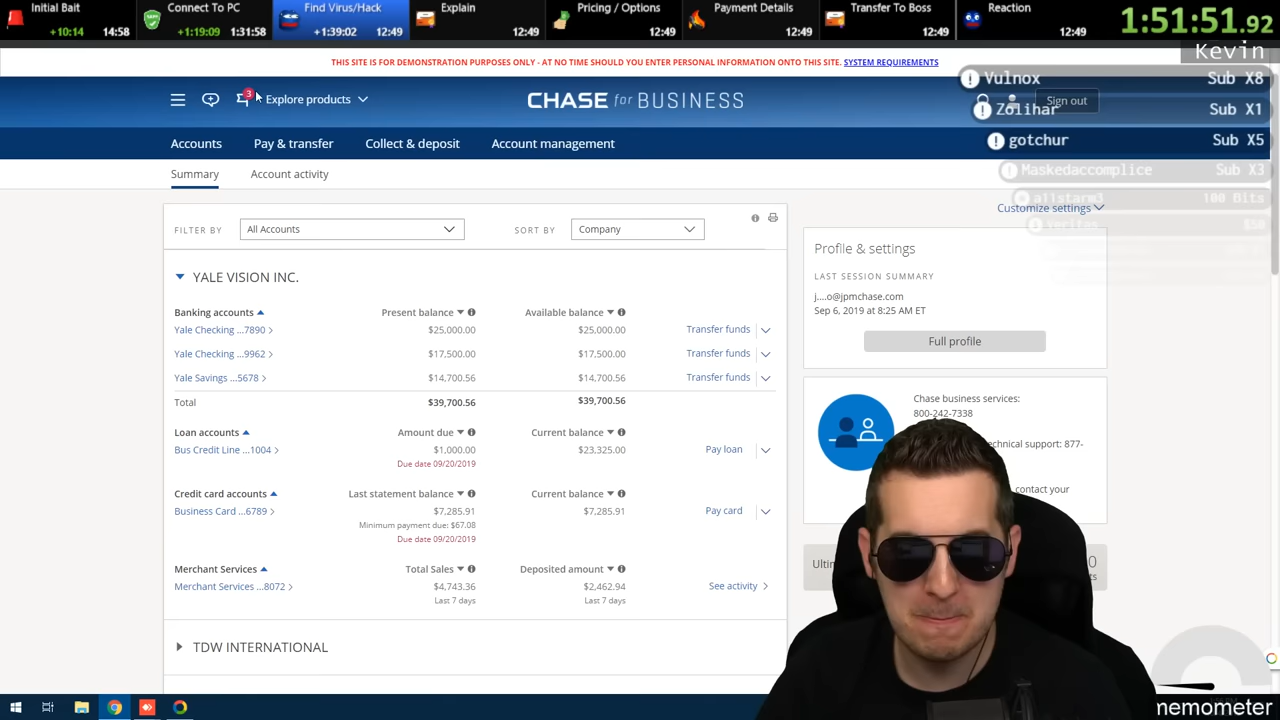 Initial Bait
+10:14 14:58
Connect To PC
+1:19:09 1:31:58
Find Virus/Hack
+1:39:02 12:49
Explain
12:49
Pricing / Options
12:49
Payment Details
12:49
Transfer To Boss
12:49
Reaction
12:49
1:51:51.92
Kevin
THIS SITE IS FOR DEMONSTRATION PURPOSES ONLY - AT NO TIME SHOULD YOU ENTER PERSONAL INFORMATION ONTO THIS SITE. SYSTEM REQUIREMENTS
Vulnox Sub X8
3 Explore products
CHASE for BUSINESS
Sign out
Zolihar Sub X1
Accounts Pay & transfer Collect & deposit Account management
gotchur Sub X5
Summary Account activity
Maskedaccomplice Sub X3
allstarm3 100 Bits
Customize settings
$50
FILTER BY All Accounts SORT BY Company
Profile & settings
LAST SESSION SUMMARY
j....o@jpmchase.com
Sep 6, 2019 at 8:25 AM ET
Full profile
YALE VISION INC.
Banking accounts Present balance Available balance
Yale Checking ...7890 $25,000.00 $25,000.00 Transfer funds
Yale Checking ...9962 $17,500.00 $17,500.00 Transfer funds
Yale Savings ...5678 $14,700.56 $14,700.56 Transfer funds
Total $39,700.56 $39,700.56
Chase business services:
800-242-7338
echnical support: 877-
contact your
Loan accounts Amount due Current balance
Bus Credit Line ...1004 $1,000.00 $23,325.00 Pay loan
Due date 09/20/2019
Credit card accounts Last statement balance Current balance
Business Card ...6789 $7,285.91 $7,285.91 Pay card
Minimum payment due: $67.08
Due date 09/20/2019
Merchant Services Total Sales Deposited amount
Merchant Services ...8072 $4,743.36 $2,462.94 See activity
Last 7 days Last 7 days
TDW INTERNATIONAL
memometer